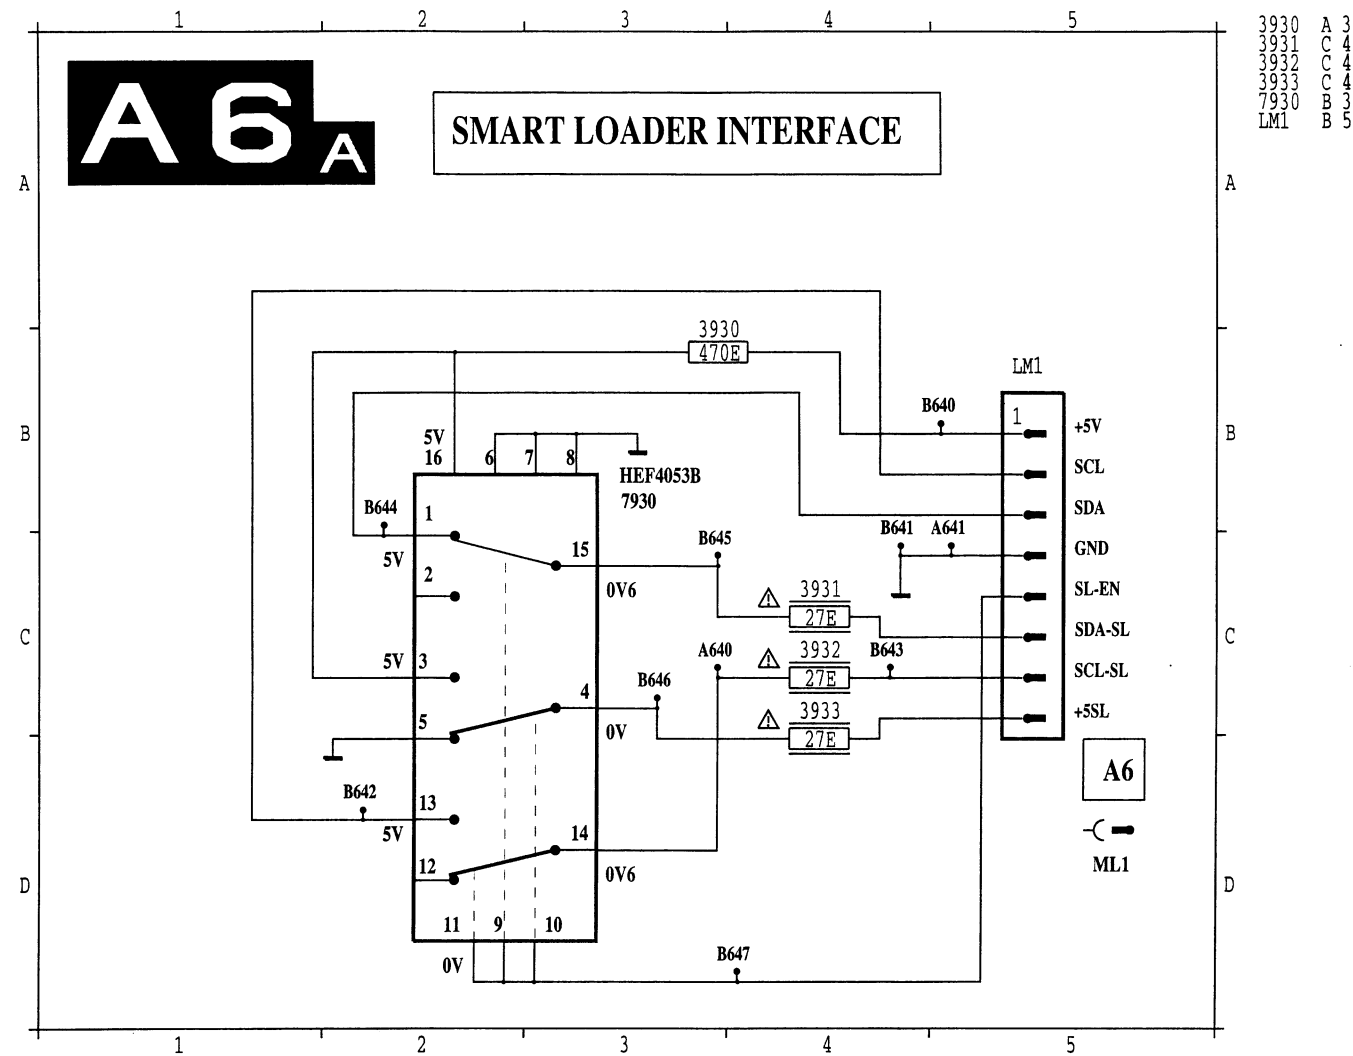 1 2 3 4 5
3930 A 3
3931 C 4
3932 C 4
3933 C 4
7930 B 3
LM1 B 5
A 6 A
SMART LOADER INTERFACE
A A
3930
470E
LM1
B640
1 +5V
B B
5V
16 6 7 8
SCL
HEF4053B
7930
B644
1
SDA
B645
B641 A641
15
GND
5V
2
0V6
SL-EN
3931
27E
SDA-SL
C C
3932
A640
B643
5V 3
27E
SCL-SL
B646
4
3933
+5SL
5
0V
27E
A6
B642
13
5V
14
ML1
12
0V6
D D
11 9 10
0V
B647
1 2 3 4 5